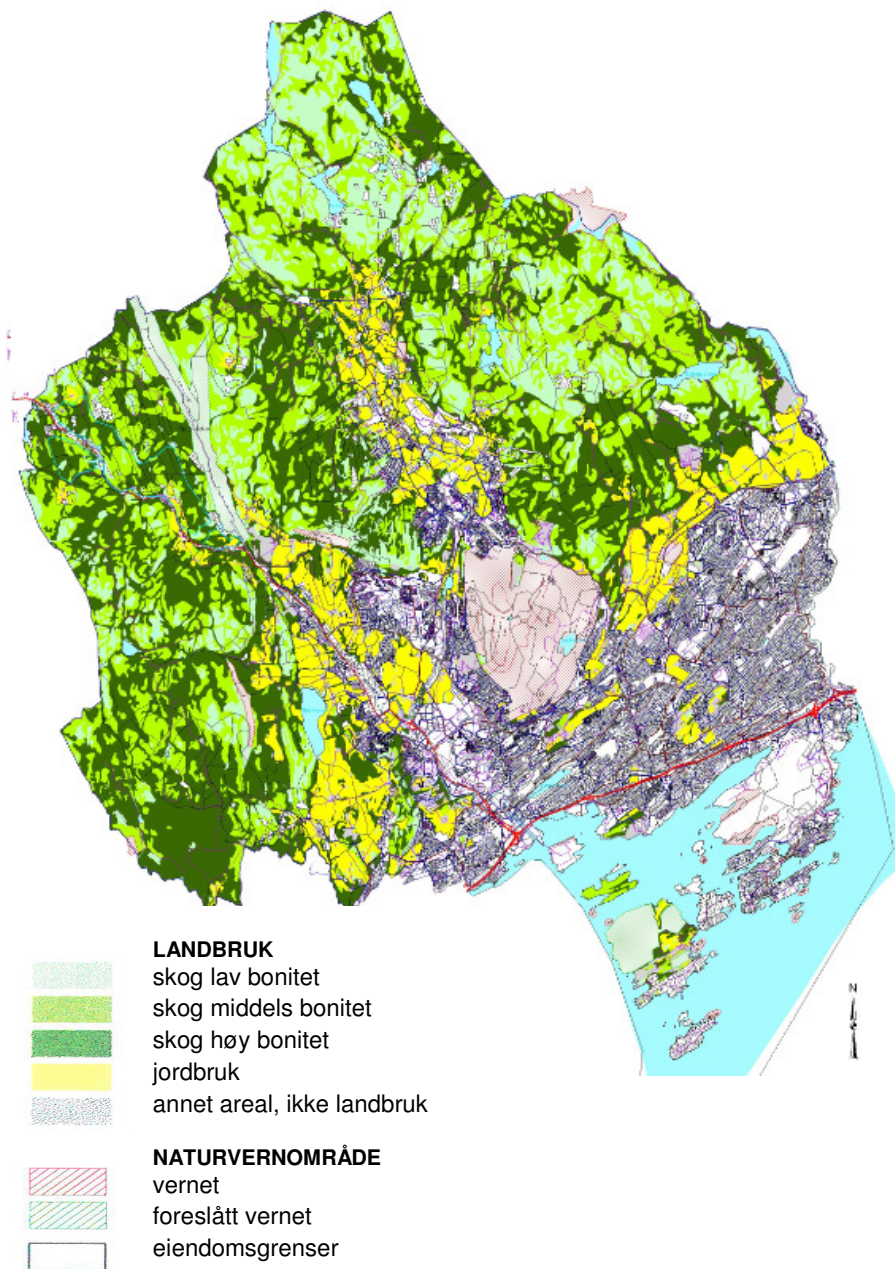 N
LANDBRUK
skog lav bonitet
skog middels bonitet
skog høy bonitet
jordbruk
annet areal, ikke landbruk
NATURVERNOMRÅDE
vernet
foreslått vernet
eiendomsgrenser